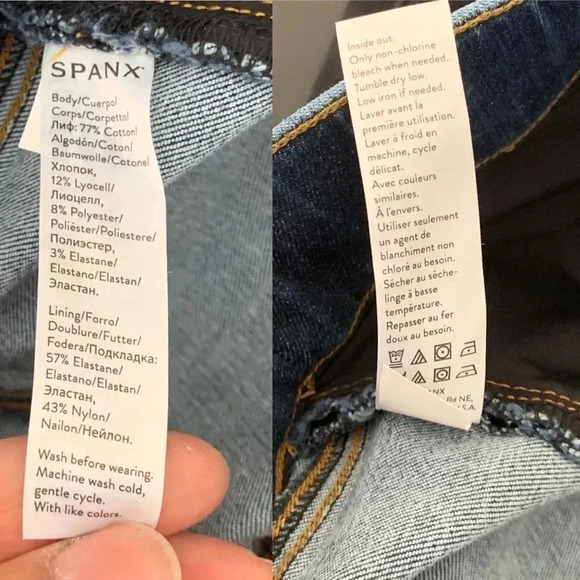 SPANX
Body/Cuerpo/
Corps/Corpetto/
Лиф: 77% Cotton/
Algodón/Coton/
Baumwolle/Cotone/
Хлопок,
12% Lyocell/
Лиоцелл,
8% Polyester/
Poliéster/Poliestere/
Полиэстер,
3% Elastane/
Elastano/Elastan/
Эластан.
Lining/Forro/
Doublure/Futter/
Fodera/Подкладка:
57% Elastane/
Elastano/Elastan/
Эластан,
43% Nylon/
Nailon/Нейлон.
Wash before wearing.
Machine wash cold,
gentle cycle.
With like colors.
Inside out.
Only non-chlorine
bleach when needed.
Tumble dry low.
Low iron if needed.
Laver avant la
première utilisation.
Laver à froid en
machine, cycle
délicat.
Avec couleurs
similaires.
À l'envers.
Utiliser seulement
un agent de
blanchiment non
chloré au besoin.
Sécher au sèche-
linge à basse
température.
Repasser au fer
doux au besoin.
NX
Rd NE,
S.A.